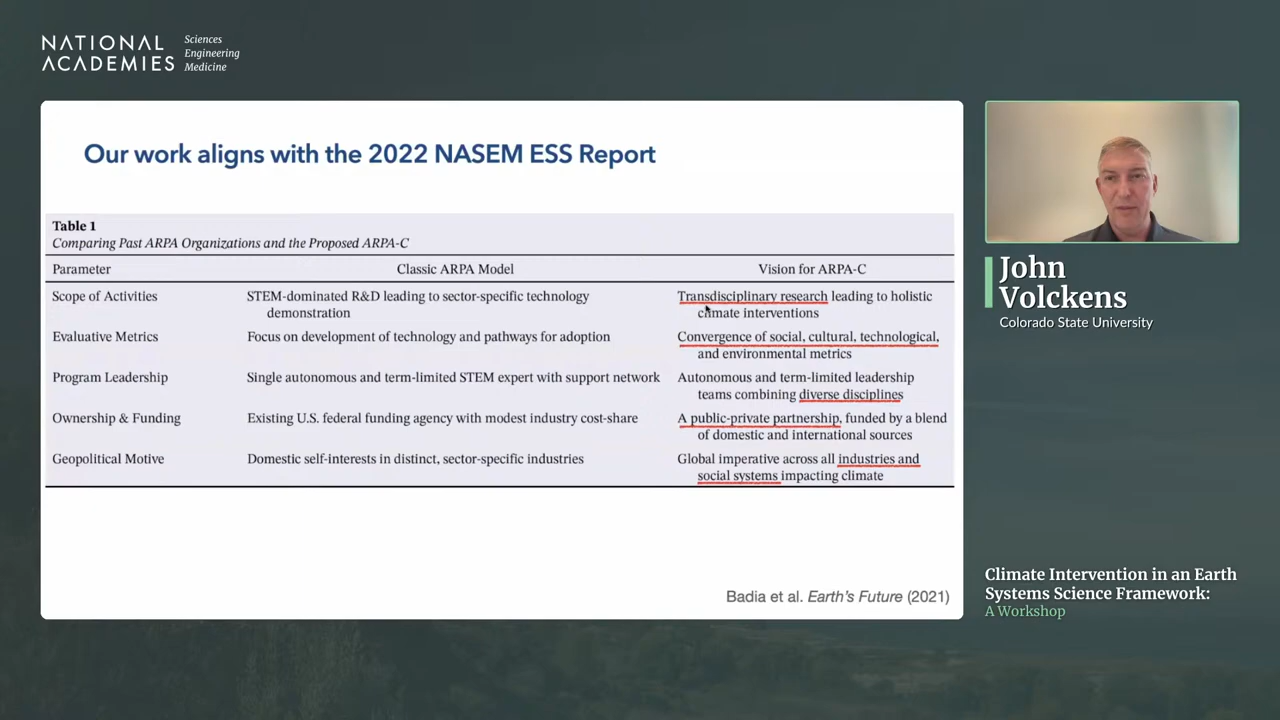 NATIONAL
ACADEMIES
Sciences
Engineering
Medicine
Our work aligns with the 2022 NASEM ESS Report
Table 1
Comparing Past ARPA Organizations and the Proposed ARPA-C
Parameter Classic ARPA Model Vision for ARPA-C
Scope of Activities STEM-dominated R&D leading to sector-specific technology Transdisciplinary research leading to holistic
demonstration climate interventions
Evaluative Metrics Focus on development of technology and pathways for adoption Convergence of social, cultural, technological,
and environmental metrics
Program Leadership Single autonomous and term-limited STEM expert with support network Autonomous and term-limited leadership
teams combining diverse disciplines
Ownership & Funding Existing U.S. federal funding agency with modest industry cost-share A public-private partnership, funded by a blend
of domestic and international sources
Geopolitical Motive Domestic self-interests in distinct, sector-specific industries Global imperative across all industries and
social systems impacting climate
Badia et al. Earth's Future (2021)
John
Volckens
Colorado State University
Climate Intervention in an Earth
Systems Science Framework:
A Workshop